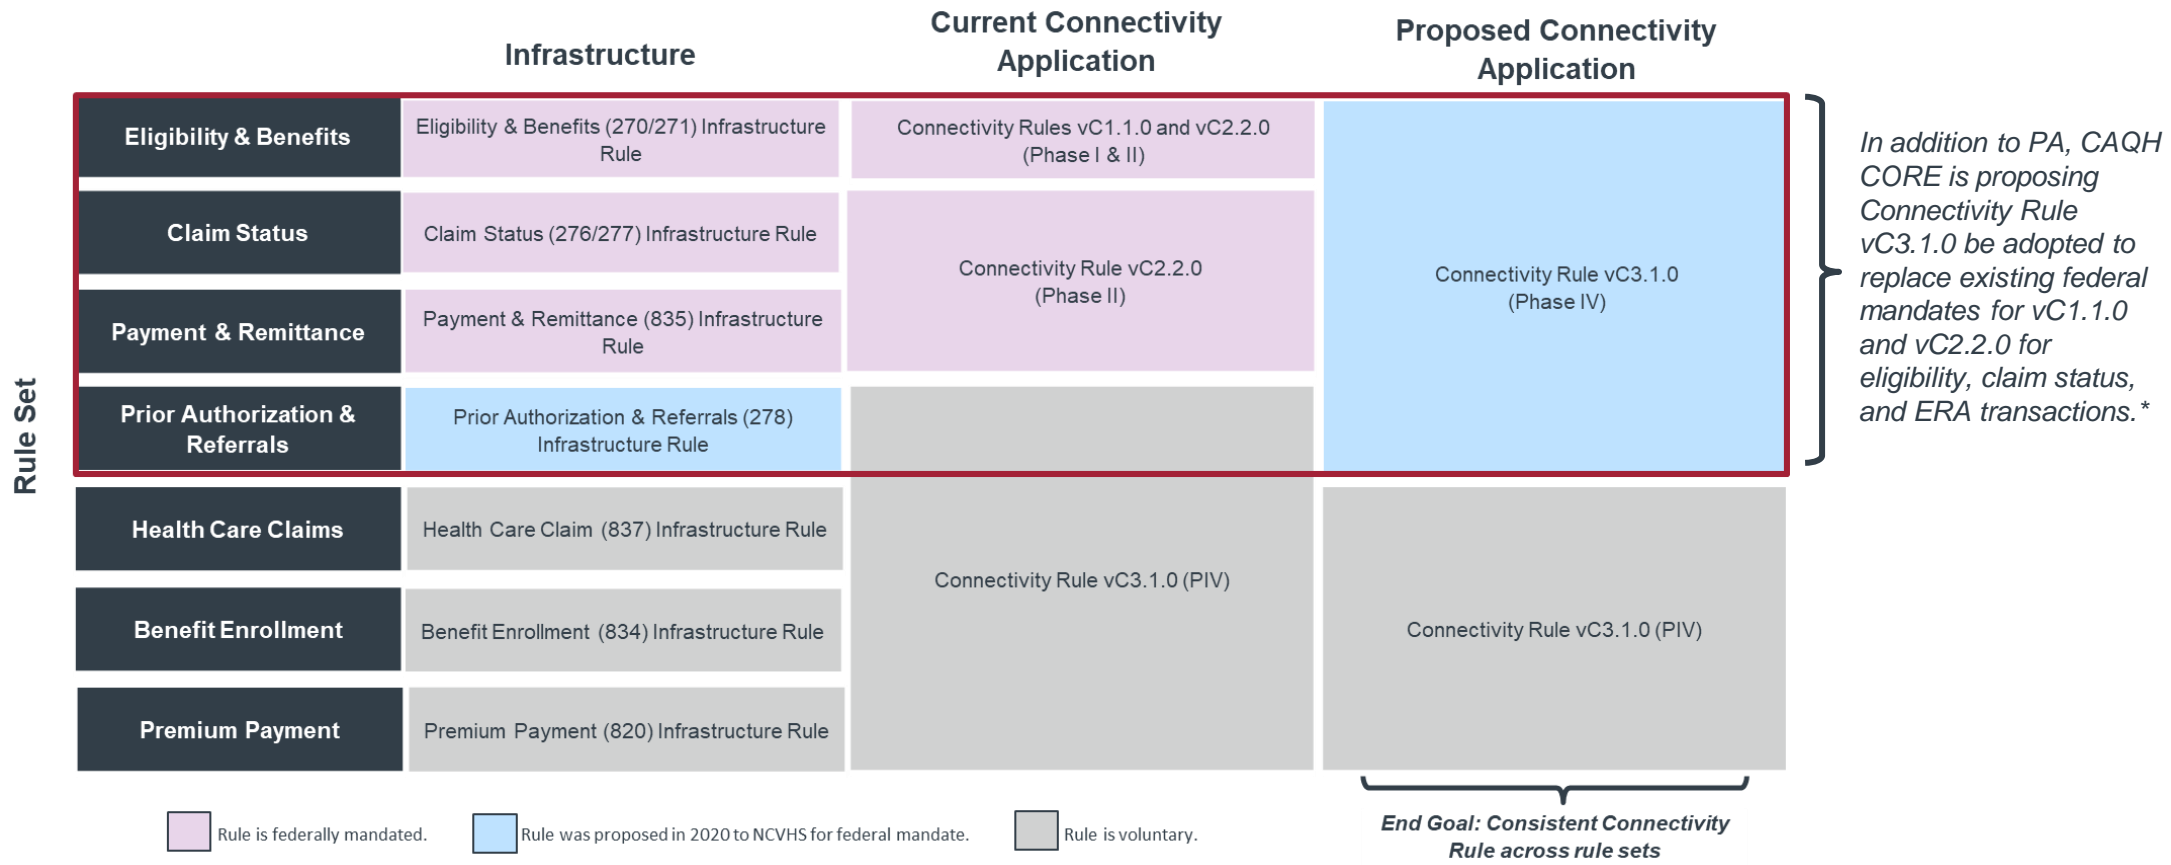 Infrastructure
Current Connectivity
Application
Proposed Connectivity
Application
Rule Set
Eligibility & Benefits
Eligibility & Benefits (270/271) Infrastructure
Rule
Connectivity Rules vC1.1.0 and vC2.2.0
(Phase I & II)
Claim Status
Claim Status (276/277) Infrastructure Rule
Connectivity Rule vC2.2.0
(Phase II)
Connectivity Rule vC3.1.0
(Phase IV)
Payment & Remittance
Payment & Remittance (835) Infrastructure
Rule
Prior Authorization &
Referrals
Prior Authorization & Referrals (278)
Infrastructure Rule
In addition to PA, CAQH
CORE is proposing
Connectivity Rule
vC3.1.0 be adopted to
replace existing federal
mandates for vC1.1.0
and vC2.2.0 for
eligibility, claim status,
and ERA transactions.*
Health Care Claims
Health Care Claim (837) Infrastructure Rule
Connectivity Rule vC3.1.0 (PIV)
Benefit Enrollment
Benefit Enrollment (834) Infrastructure Rule
Connectivity Rule vC3.1.0 (PIV)
Premium Payment
Premium Payment (820) Infrastructure Rule
Rule is federally mandated.
Rule was proposed in 2020 to NCVHS for federal mandate.
Rule is voluntary.
End Goal: Consistent Connectivity
Rule across rule sets